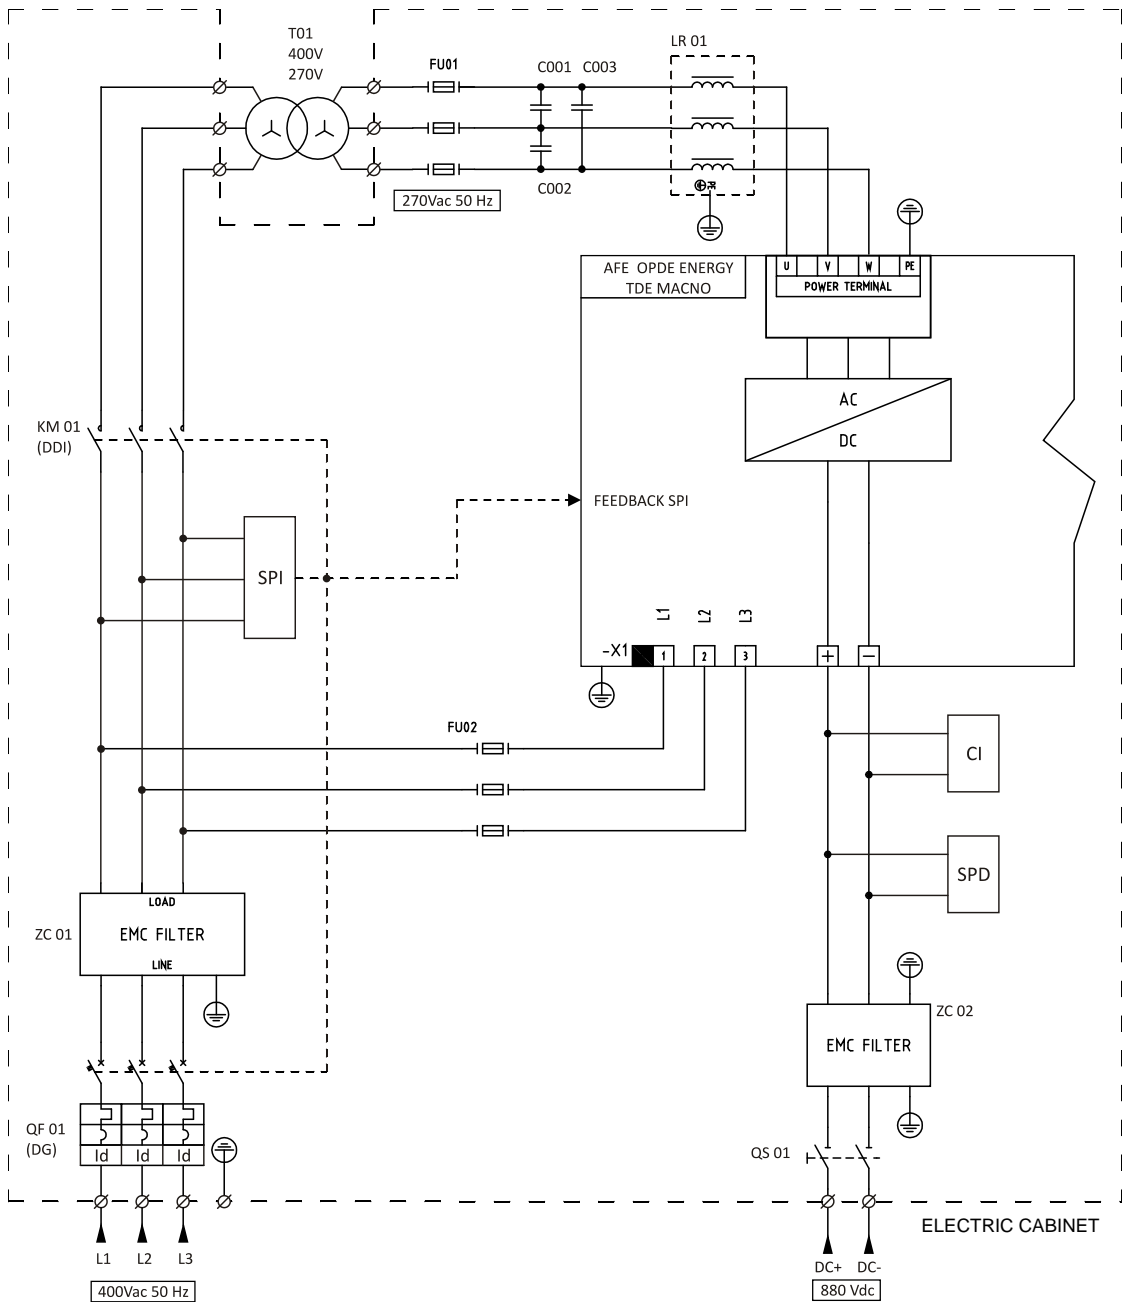 T01
400V
270V
LR 01
FU01
C001 C003
C002
270Vac 50 Hz
PE
AFE OPDE ENERGY
TDE MACNO
U V W PE
POWER TERMINAL
AC
DC
KM 01
(DDI)
FEEDBACK SPI
SPI
L1 L2 L3
-X1
1 2 3 + -
FU02
CI
SPD
LOAD
ZC 01
EMC FILTER
LINE
ZC 02
EMC FILTER
QF 01
(DG)
Id Id Id
QS 01
ELECTRIC CABINET
L1 L2 L3
DC+ DC-
400Vac 50 Hz
880 Vdc